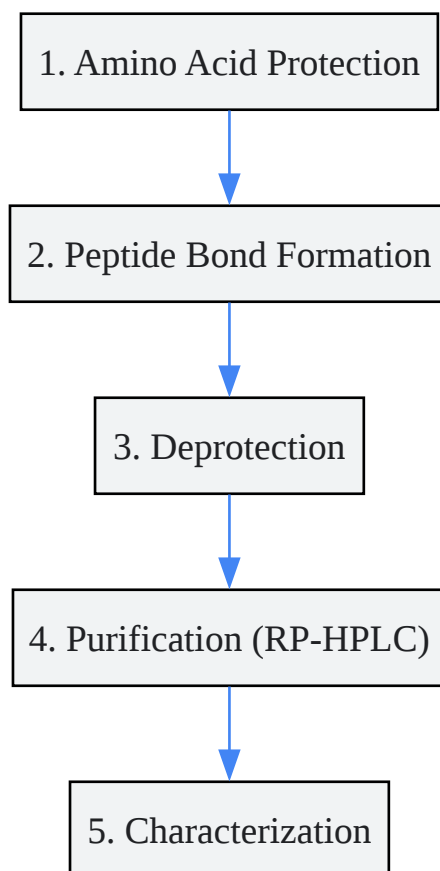 1. Amino Acid Protection
2. Peptide Bond Formation
3. Deprotection
4. Purification (RP-HPLC)
5. Characterization